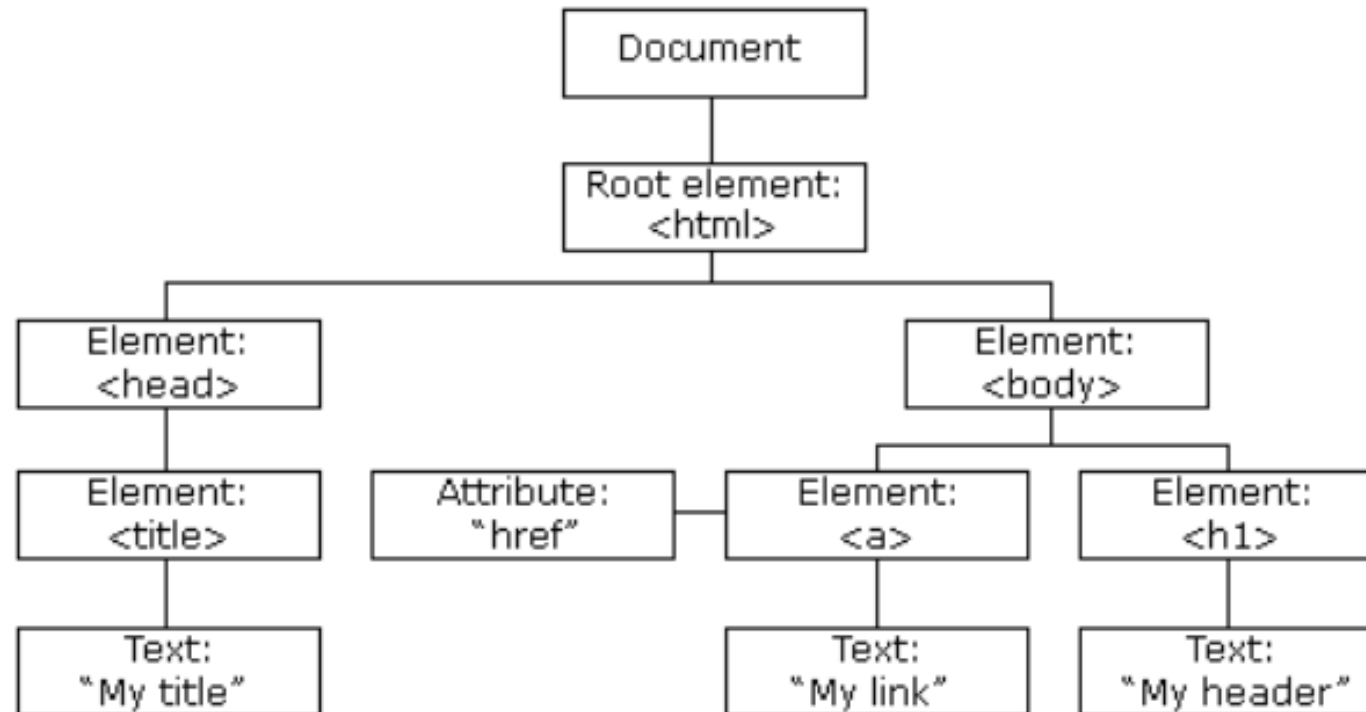 Document
Root element:
<html>
Element:
<head>
Element:
<body>
Element:
<title>
Attribute:
“href”
Element:
<a>
Element:
<h1>
Text:
“My title”
Text:
“My link”
Text:
“My header”